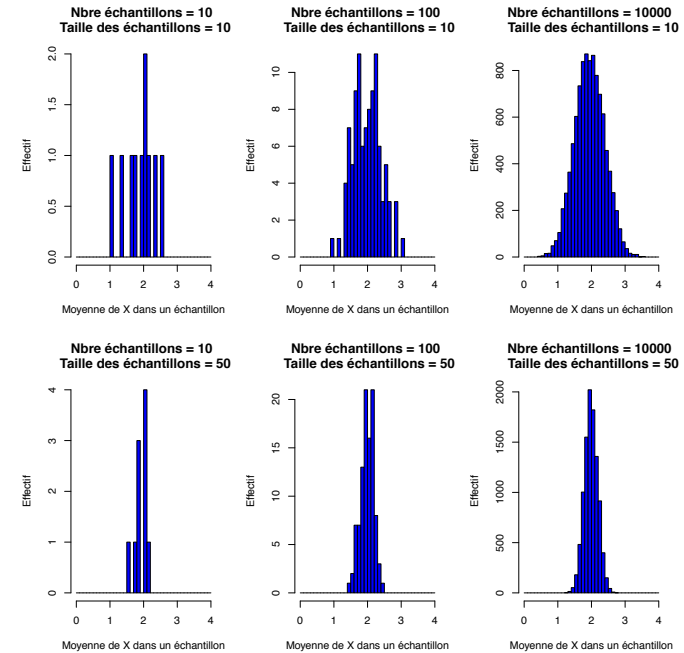 Nbre échantillons = 10
Taille des échantillons = 10
Effectif
0.0 0.5 1.0 1.5 2.0
0 1 2 3 4
Moyenne de X dans un échantillon
Nbre échantillons = 100
Taille des échantillons = 10
Effectif
0 2 4 6 8 10
0 1 2 3 4
Moyenne de X dans un échantillon
Nbre échantillons = 10000
Taille des échantillons = 10
Effectif
0 200 400 600 800
0 1 2 3 4
Moyenne de X dans un échantillon
Nbre échantillons = 10
Taille des échantillons = 50
Effectif
0 1 2 3 4
0 1 2 3 4
Moyenne de X dans un échantillon
Nbre échantillons = 100
Taille des échantillons = 50
Effectif
0 5 10 15 20
0 1 2 3 4
Moyenne de X dans un échantillon
Nbre échantillons = 10000
Taille des échantillons = 50
Effectif
0 500 1000 1500 2000
0 1 2 3 4
Moyenne de X dans un échantillon